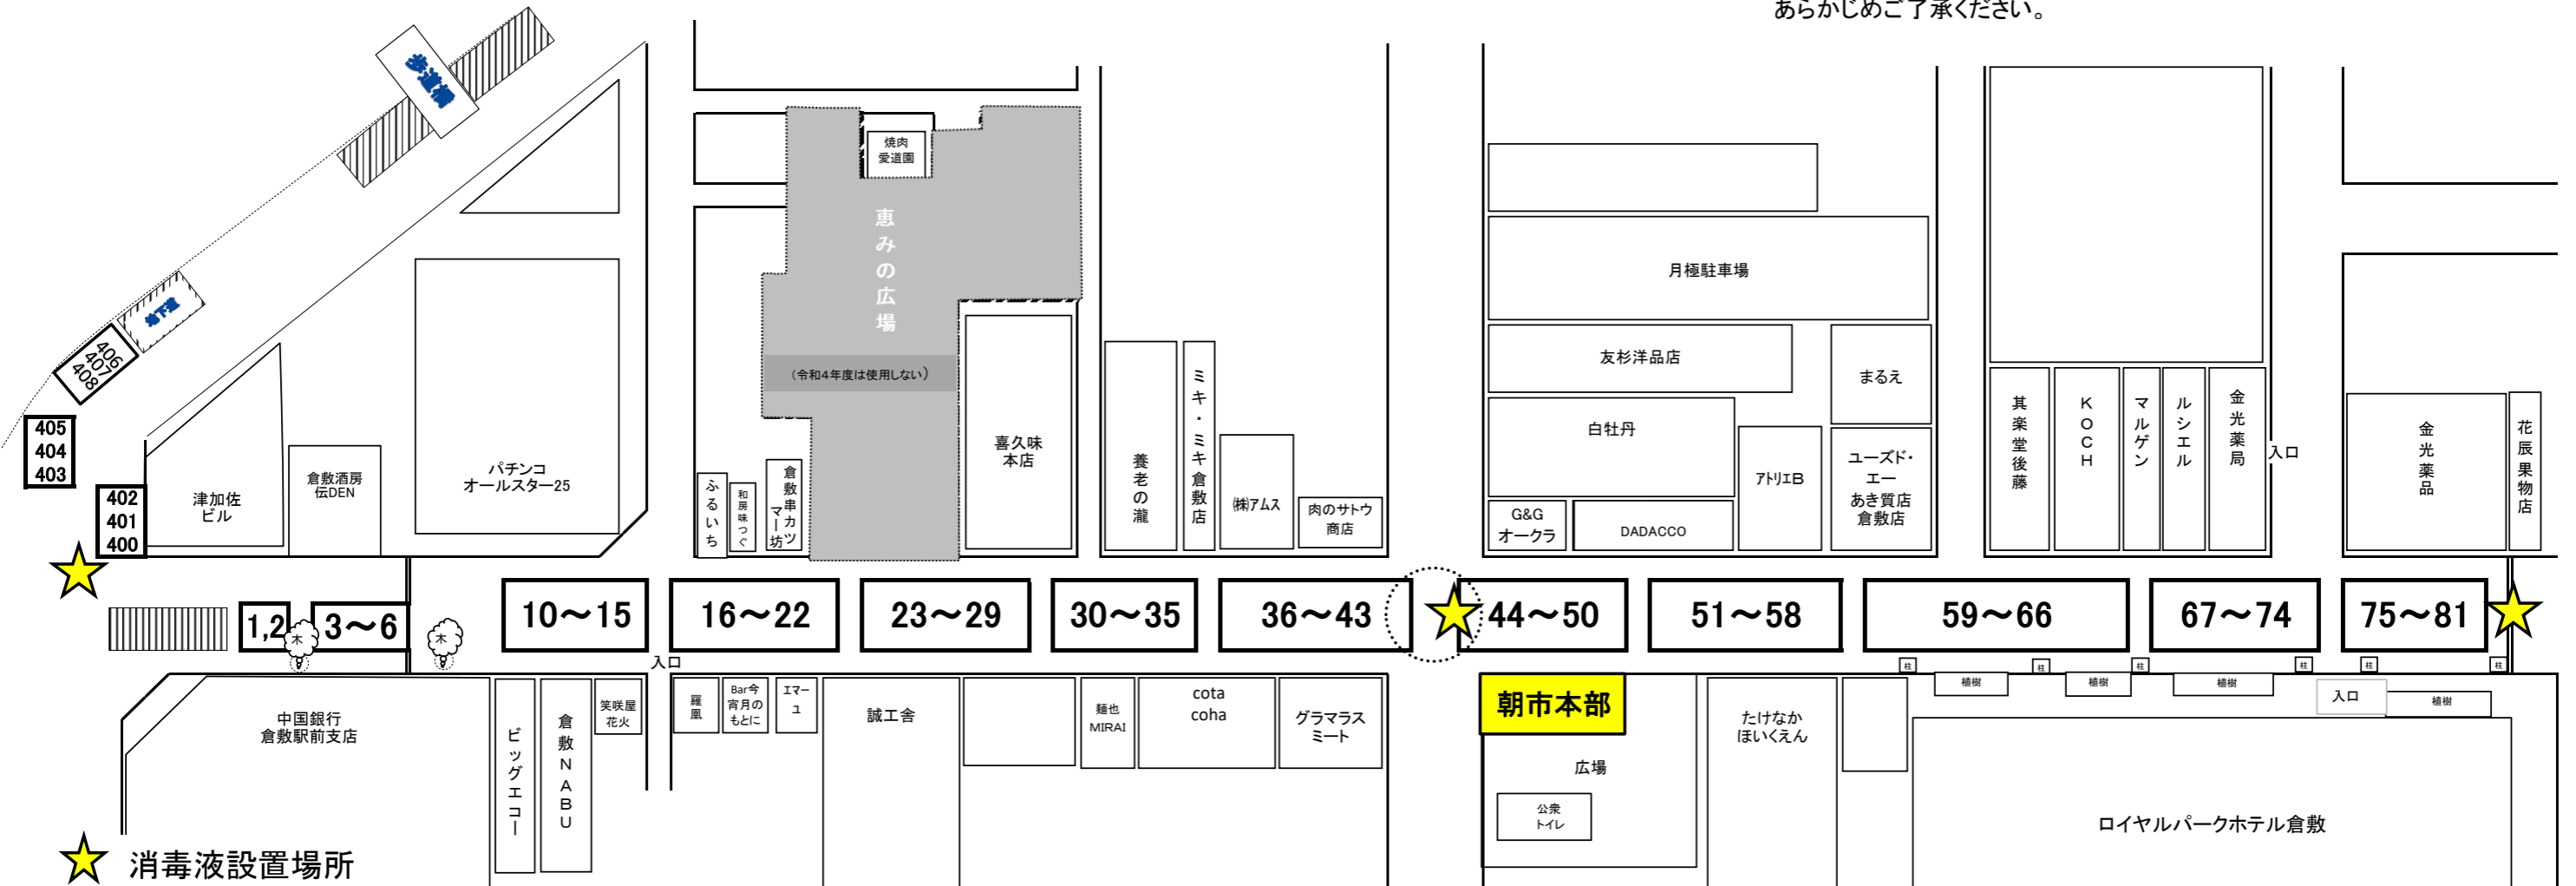 あらかじめご了承ください。
歩道橋
地下道
406
407
408
405
404
403
402
401
400
津加佐
ビル
倉敷酒房
伝DEN
パチンコ
オールスター25
焼肉
愛道園
恵みの広場
(令和4年度は使用しない)
ふるいち
和房味つぐ
倉敷串カツ
マー坊
喜久味
本店
養老の瀧
ミキ・ミキ倉敷店
㈱アムス
肉のサトウ
商店
月極駐車場
友杉洋品店
まるえ
白牡丹
アトリエB
ユーズド・
エー
あき質店
倉敷店
G&G
オークラ
DADACCO
其楽堂後藤
KOCH
マルゲン
ルシエル
金光薬局
入口
金光薬品
花辰果物店
1,2
木
3～6
木
10～15
16～22
23～29
30～35
36～43
44～50
51～58
59～66
67～74
75～81
入口
柱
柱
柱
柱
柱
柱
植樹
植樹
植樹
入口
植樹
中国銀行
倉敷駅前支店
ビッグエコー
倉敷NABU
笑咲屋
花火
羅凰
Bar今
宵月の
もとに
エマー
ユ
誠工舎
麺也
MIRAI
cota
coha
グラマラス
ミート
朝市本部
広場
公衆
トイレ
たけなか
ほいくえん
ロイヤルパークホテル倉敷
消毒液設置場所